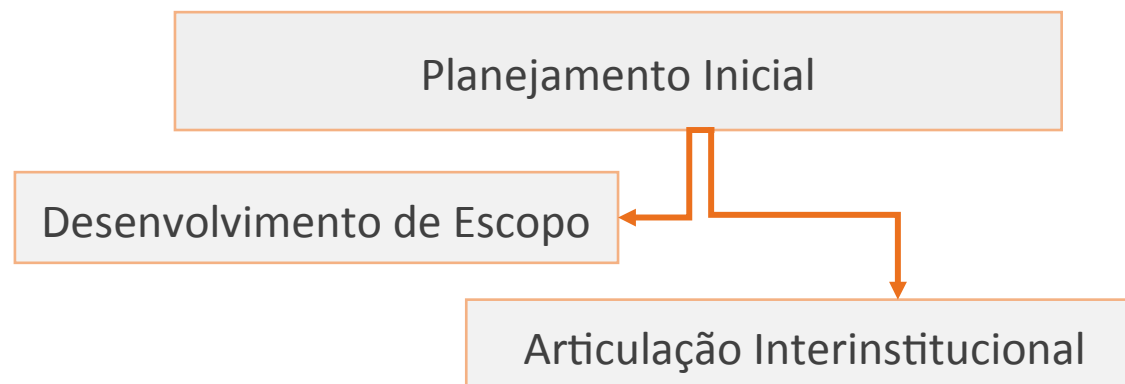 Planejamento Inicial
Desenvolvimento de Escopo
Articulação Interinstitucional